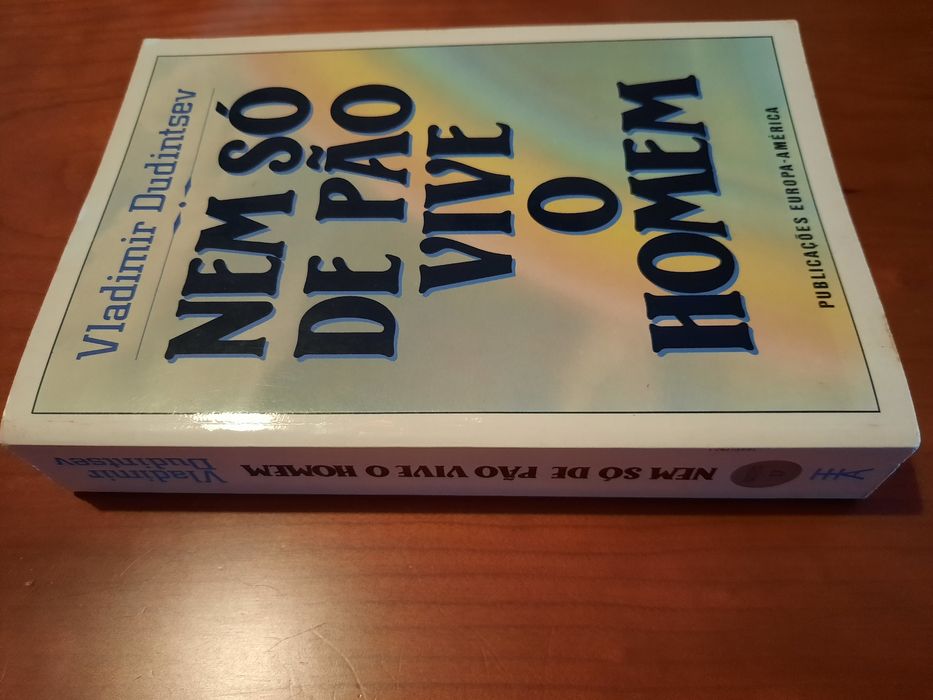 Vladimir Dudintsev
NEM SÓ
DE PÃO
VIVE
O
HOMEM
PUBLICAÇÕES EUROPA-AMÉRICA
Vladimir
Dudintsev
NEM SÓ DE PÃO VIVE O HOMEM